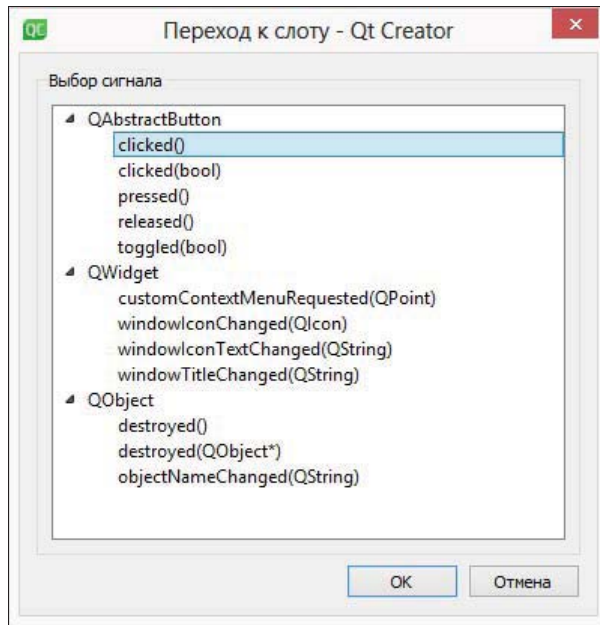 QC
Переход к слоту - Qt Creator
Выбор сигнала
QAbstractButton
clicked()
clicked(bool)
pressed()
released()
toggled(bool)
QWidget
customContextMenuRequested(QPoint)
windowIconChanged(QIcon)
windowIconTextChanged(QString)
windowTitleChanged(QString)
QObject
destroyed()
destroyed(QObject*)
objectNameChanged(QString)
OK
Отмена